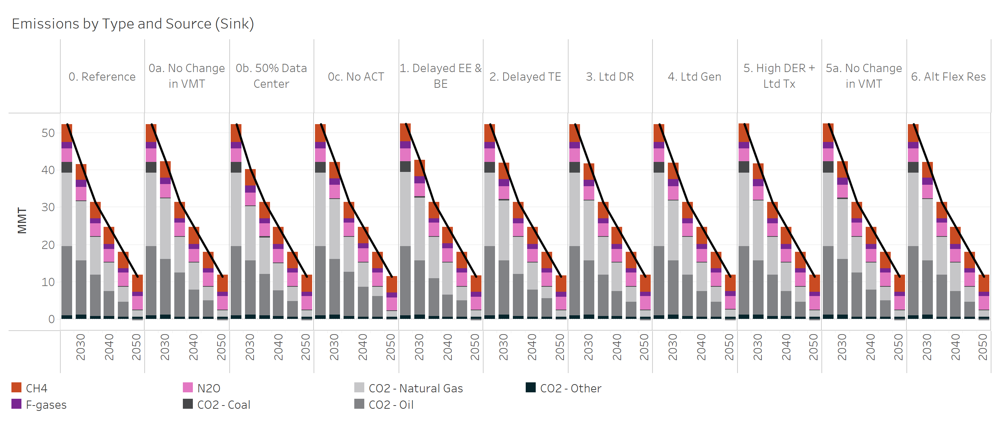 Emissions by Type and Source (Sink)
0. Reference
0a. No Change
in VMT
0b. 50% Data
Center
0c. No ACT
1. Delayed EE &
BE
2. Delayed TE
3. Ltd DR
4. Ltd Gen
5. High DER +
Ltd Tx
5a. No Change
in VMT
6. Alt Flex Res
MMT
50
40
30
20
10
0
2030 2040 2050 2030 2040 2050 2030 2040 2050 2030 2040 2050 2030 2040 2050 2030 2040 2050 2030 2040 2050 2030 2040 2050 2030 2040 2050 2030 2040 2050 2030 2040 2050
CH4 N2O CO2 - Natural Gas CO2 - Other
F-gases CO2 - Coal CO2 - Oil